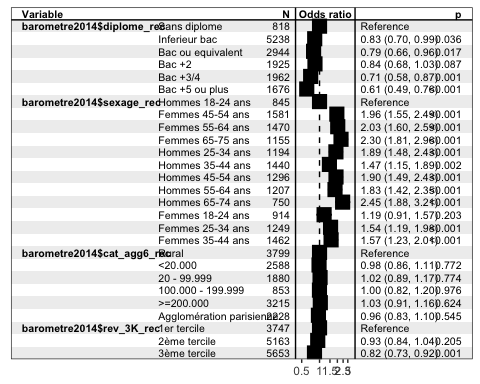 Variable N Odds ratio p
barometre2014$diplome_rec Sans diplome 818 Reference
Inferieur bac 5238 0.83 (0.70, 0.99) 0.036
Bac ou equivalent 2944 0.79 (0.66, 0.96) 0.017
Bac +2 1925 0.84 (0.68, 1.03) 0.087
Bac +3/4 1962 0.71 (0.58, 0.87) 0.001
Bac +5 ou plus 1676 0.61 (0.49, 0.76) <0.001
barometre2014$sexage_rec Hommes 18-24 ans 845 Reference
Femmes 45-54 ans 1581 1.96 (1.55, 2.49) <0.001
Femmes 55-64 ans 1470 2.03 (1.60, 2.59) <0.001
Femmes 65-75 ans 1155 2.30 (1.81, 2.96) <0.001
Hommes 25-34 ans 1194 1.89 (1.48, 2.43) <0.001
Hommes 35-44 ans 1440 1.47 (1.15, 1.89) 0.002
Hommes 45-54 ans 1296 1.90 (1.49, 2.43) <0.001
Hommes 55-64 ans 1207 1.83 (1.42, 2.35) <0.001
Hommes 65-74 ans 750 2.45 (1.88, 3.21) <0.001
Femmes 18-24 ans 914 1.19 (0.91, 1.57) 0.203
Femmes 25-34 ans 1249 1.54 (1.19, 1.98) <0.001
Femmes 35-44 ans 1462 1.57 (1.23, 2.01) <0.001
barometre2014$cat_agg6_rec Rural 3799 Reference
<20.000 2588 0.98 (0.86, 1.11) 0.772
20 - 99.999 1880 1.02 (0.89, 1.17) 0.774
100.000 - 199.999 853 1.00 (0.82, 1.20) 0.976
>=200.000 3215 1.03 (0.91, 1.16) 0.624
Agglomération parisienne 2228 0.96 (0.83, 1.10) 0.545
barometre2014$rev_3K_rec 1er tercile 3747 Reference
2ème tercile 5163 0.93 (0.84, 1.04) 0.205
3ème tercile 5653 0.82 (0.73, 0.92) <0.001
0.5 1 1.5 2 2.5 3